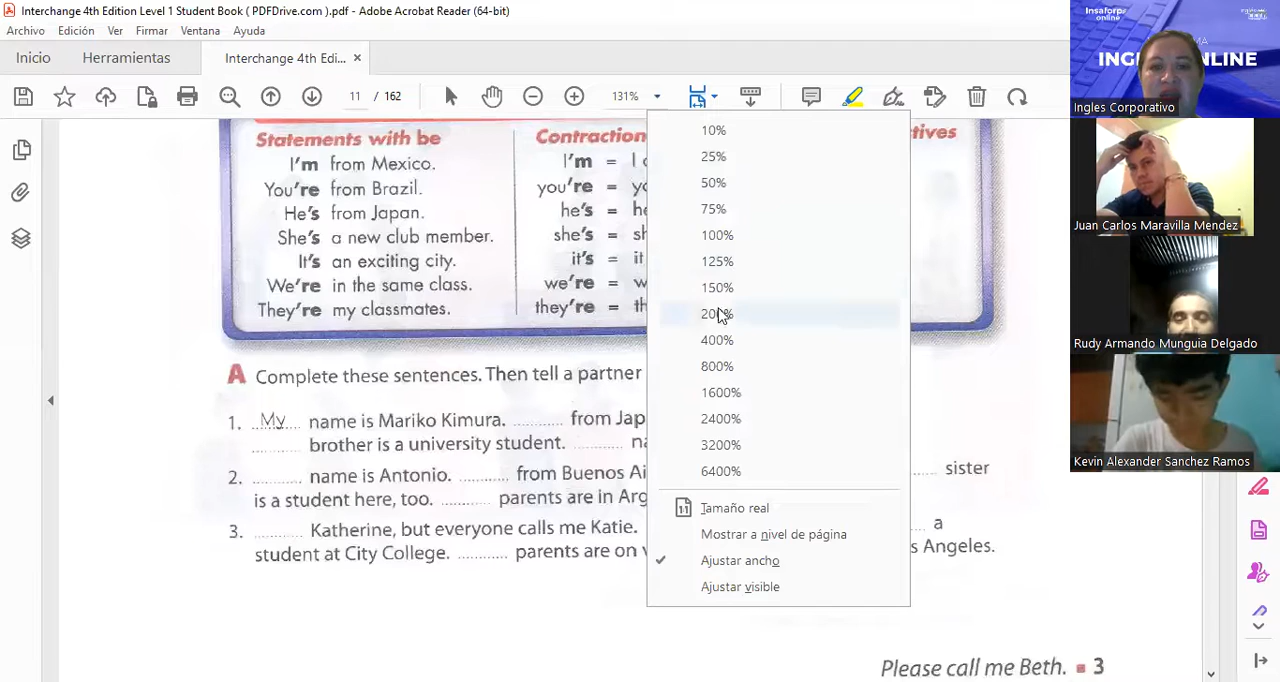 Interchange 4th Edition Level 1 Student Book ( PDFDrive.com ).pdf - Adobe Acrobat Reader (64-bit)
Archivo Edición Ver Firmar Ventana Ayuda
Inicio Herramientas Interchange 4th Edi... ×
11 / 162 131%
Statements with be
I'm from Mexico.
You're from Brazil.
He's from Japan.
She's a new club member.
It's an exciting city.
We're in the same class.
They're my classmates.
Contraction
I'm = I
you're = yo
he's = he
she's = sh
it's = it
we're = w
they're = th
A Complete these sentences. Then tell a partner
1. My name is Mariko Kimura. .......... from Jap
.......... brother is a university student. .......... na
2. .......... name is Antonio. .......... from Buenos Ai sister
is a student here, too. .......... parents are in Arg
3. .......... Katherine, but everyone calls me Katie. a
student at City College. .......... parents are on s Angeles.
Please call me Beth. 3
10%
25%
50%
75%
100%
125%
150%
200%
400%
800%
1600%
2400%
3200%
6400%
Tamaño real
Mostrar a nivel de página
Ajustar ancho
Ajustar visible
Insaforp
online
Ingles Corporativo
Juan Carlos Maravilla Mendez
Rudy Armando Munguia Delgado
Kevin Alexander Sanchez Ramos